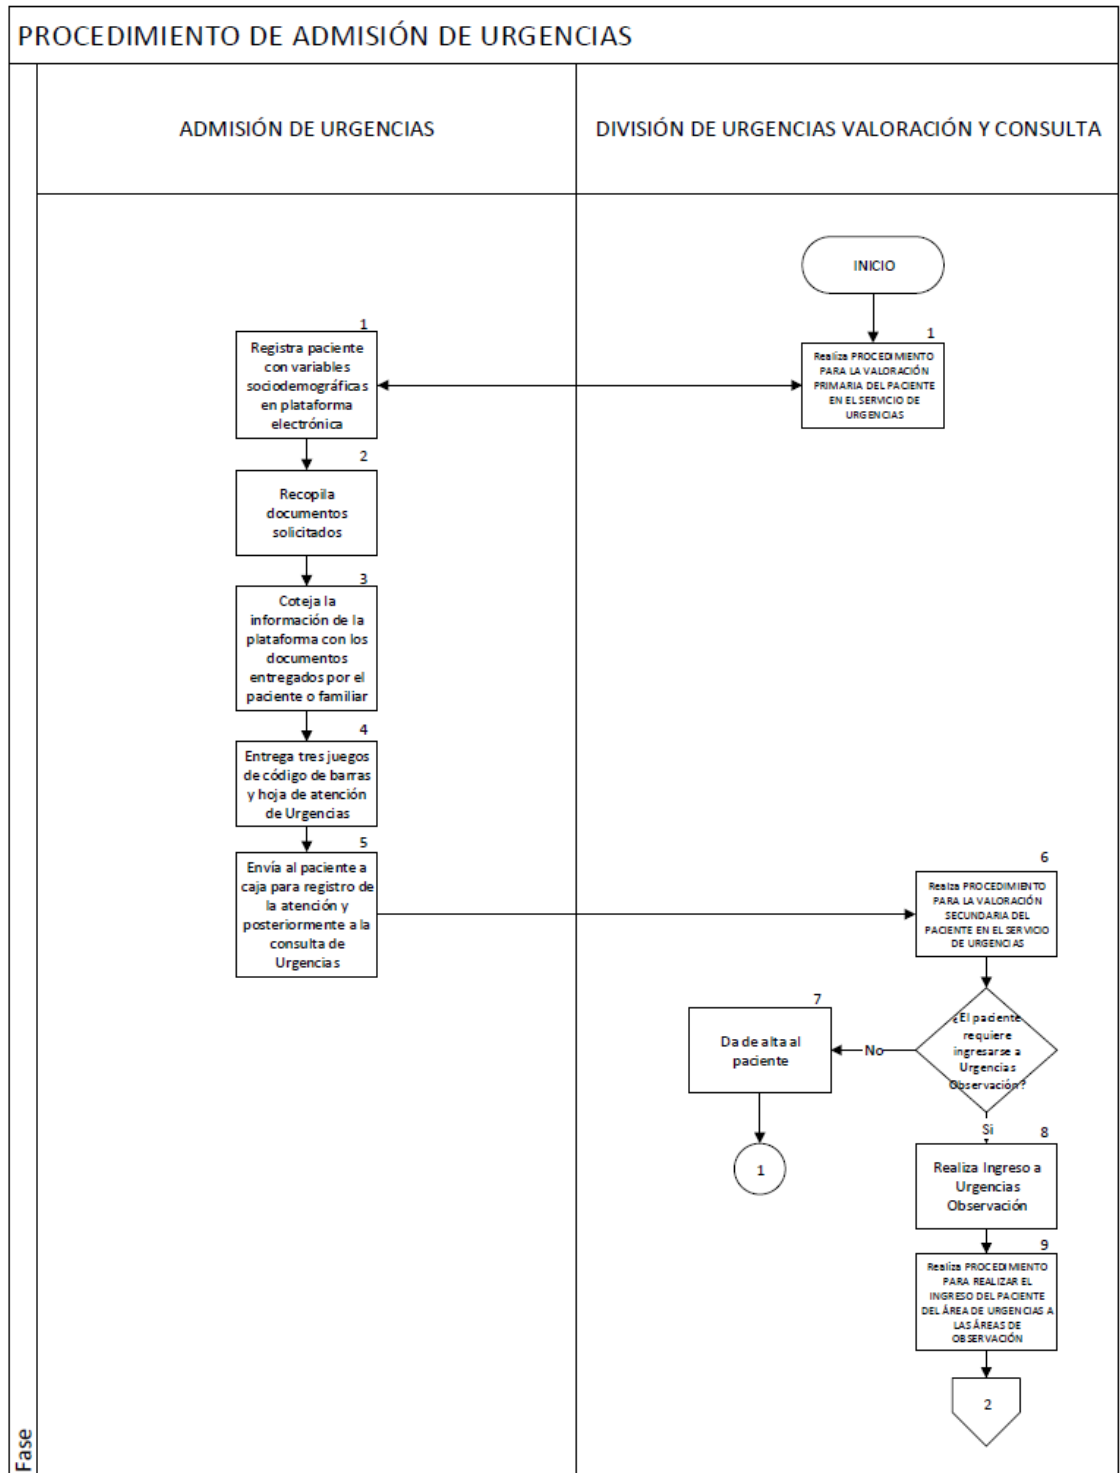 PROCEDIMIENTO DE ADMISIÓN DE URGENCIAS
ADMISIÓN DE URGENCIAS
DIVISIÓN DE URGENCIAS VALORACIÓN Y CONSULTA
INICIO
1
Realiza PROCEDIMIENTO
PARA LA VALORACIÓN
PRIMARIA DEL PACIENTE
EN EL SERVICIO DE
URGENCIAS
1
Registra paciente
con variables
sociodemográficas
en plataforma
electrónica
2
Recopila
documentos
solicitados
3
Coteja la
información de la
plataforma con los
documentos
entregados por el
paciente o familiar
4
Entrega tres juegos
de código de barras
y hoja de atención
de Urgencias
5
Envía al paciente a
caja para registro de
la atención y
posteriormente a la
consulta de
Urgencias
6
Realiza PROCEDIMIENTO
PARA LA VALORACIÓN
SECUNDARIA DEL
PACIENTE EN EL SERVICIO
DE URGENCIAS
¿El paciente
requiere
ingresarse a
Urgencias
Observación?
No
7
Da de alta al
paciente
1
Si
8
Realiza Ingreso a
Urgencias
Observación
9
Realiza PROCEDIMIENTO
PARA REALIZAR EL
INGRESO DEL PACIENTE
DEL ÁREA DE URGENCIAS A
LAS ÁREAS DE
OBSERVACIÓN
2
Fase